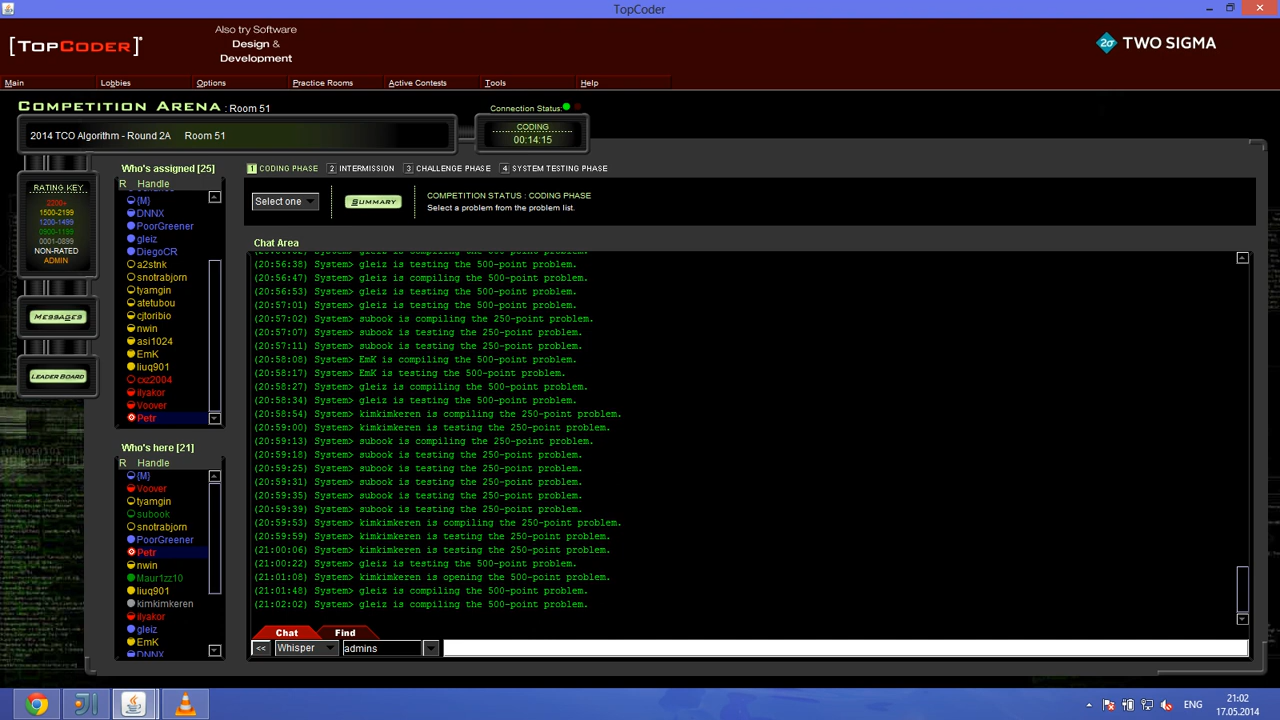 TopCoder
[TOPCODER]
Also try Software
Design &
Development
TWO SIGMA
Main Lobbies Options Practice Rooms Active Contests Tools Help
COMPETITION ARENA : Room 51
Connection Status:
2014 TCO Algorithm - Round 2A Room 51
CODING
00:14:15
Who's assigned [25]
R Handle
{M}
DNNX
PoorGreener
gleiz
DiegoCR
a2stnk
snotrabjorn
tyamgin
atetubou
cjtoribio
nwin
asi1024
EmK
liuq901
cxz2004
ilyakor
Voover
Petr
Who's here [21]
R Handle
{M}
Voover
tyamgin
subook
snotrabjorn
PoorGreener
Petr
nwin
Maur1zz10
liuq901
kimkimkeren
ilyakor
gleiz
EmK
DNNX
RATING KEY
2200+
1500-2199
1200-1499
0900-1199
0001-0899
NON-RATED
ADMIN
MESSAGES
LEADER BOARD
1 CODING PHASE 2 INTERMISSION 3 CHALLENGE PHASE 4 SYSTEM TESTING PHASE
Select one
SUMMARY
COMPETITION STATUS : CODING PHASE
Select a problem from the problem list.
Chat Area
(20:56:38) System> gleiz is testing the 500-point problem.
(20:56:47) System> gleiz is compiling the 500-point problem.
(20:56:53) System> gleiz is testing the 500-point problem.
(20:57:01) System> gleiz is testing the 500-point problem.
(20:57:02) System> subook is compiling the 250-point problem.
(20:57:07) System> subook is testing the 250-point problem.
(20:57:11) System> subook is testing the 250-point problem.
(20:58:08) System> EmK is compiling the 500-point problem.
(20:58:17) System> EmK is testing the 500-point problem.
(20:58:27) System> gleiz is compiling the 500-point problem.
(20:58:34) System> gleiz is testing the 500-point problem.
(20:58:54) System> kimkimkeren is compiling the 250-point problem.
(20:59:00) System> kimkimkeren is testing the 250-point problem.
(20:59:13) System> subook is compiling the 250-point problem.
(20:59:18) System> subook is testing the 250-point problem.
(20:59:25) System> subook is testing the 250-point problem.
(20:59:31) System> subook is testing the 250-point problem.
(20:59:35) System> subook is testing the 250-point problem.
(20:59:39) System> subook is testing the 250-point problem.
(20:59:53) System> kimkimkeren is compiling the 250-point problem.
(20:59:59) System> kimkimkeren is testing the 250-point problem.
(21:00:06) System> kimkimkeren is testing the 250-point problem.
(21:00:22) System> gleiz is testing the 500-point problem.
(21:01:08) System> kimkimkeren is opening the 500-point problem.
(21:01:48) System> gleiz is compiling the 500-point problem.
System> gleiz is compiling the 500-point problem.
Chat Find
<< Whisper admins
ENG
21:02
17.05.2014